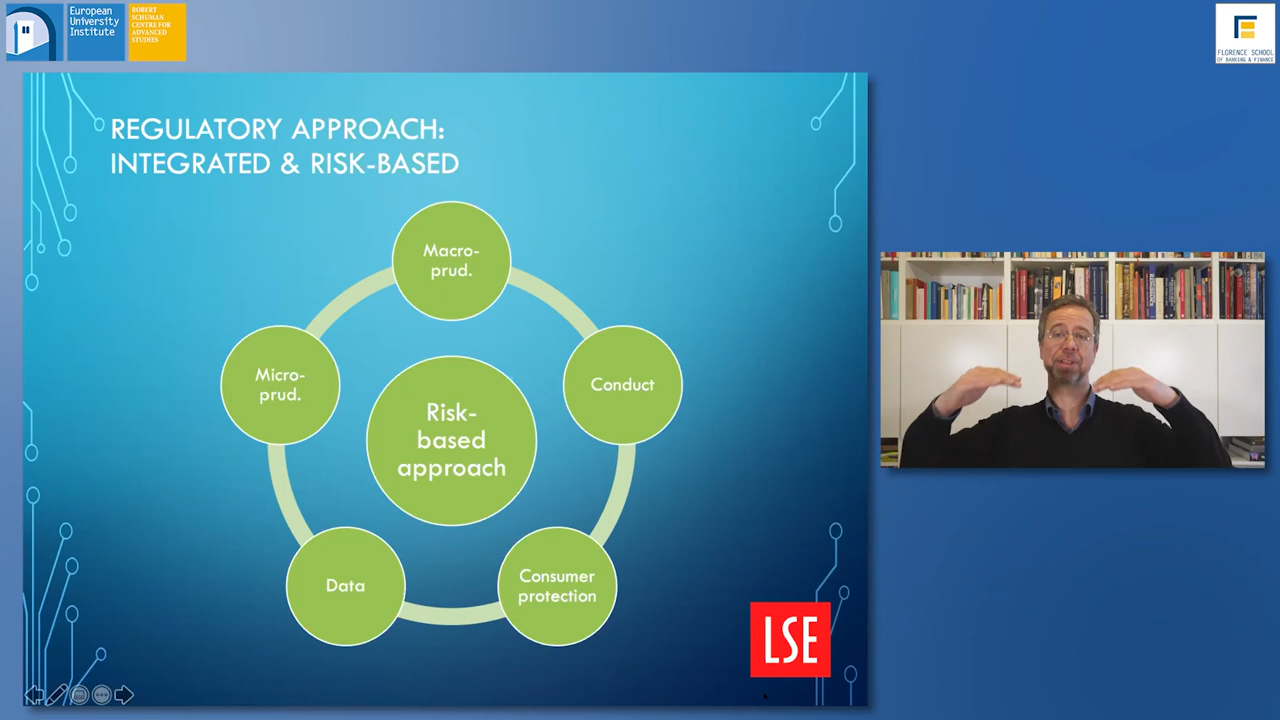 European
University
Institute
ROBERT
SCHUMAN
CENTRE FOR
ADVANCED
STUDIES
FLORENCE SCHOOL
OF BANKING & FINANCE
REGULATORY APPROACH:
INTEGRATED & RISK-BASED
Macro-
prud.
Micro-
prud.
Conduct
Risk-
based
approach
Data
Consumer
protection
LSE